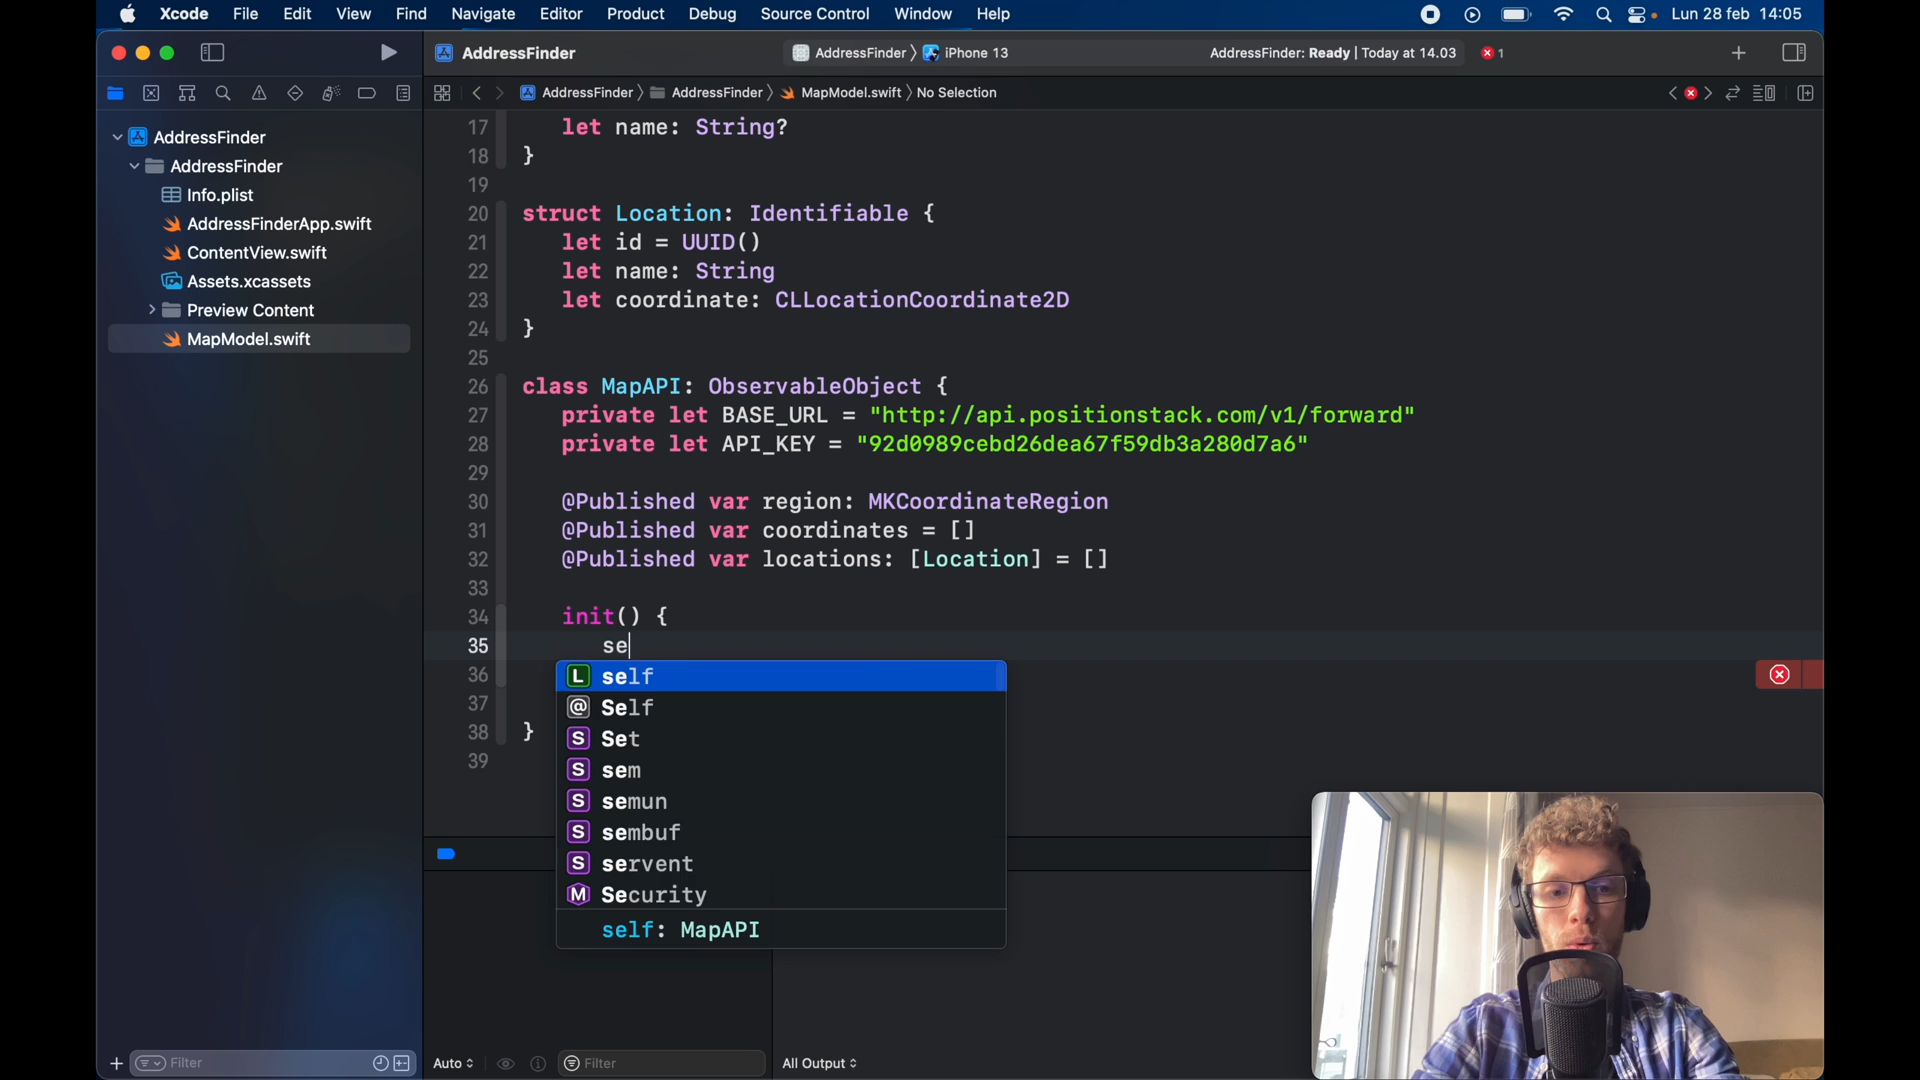 Xcode File Edit View Find Navigate Editor Product Debug Source Control Window Help Lun 28 feb 14:05
AddressFinder AddressFinder iPhone 13 AddressFinder: Ready | Today at 14.03 1
AddressFinder AddressFinder MapModel.swift No Selection
AddressFinder
AddressFinder
Info.plist
AddressFinderApp.swift
ContentView.swift
Assets.xcassets
Preview Content
MapModel.swift
17 let name: String?
18 }
19
20 struct Location: Identifiable {
21 let id = UUID()
22 let name: String
23 let coordinate: CLLocationCoordinate2D
24 }
25
26 class MapAPI: ObservableObject {
27 private let BASE_URL = "http://api.positionstack.com/v1/forward"
28 private let API_KEY = "92d0989cebd26dea67f59db3a280d7a6"
29
30 @Published var region: MKCoordinateRegion
31 @Published var coordinates = []
32 @Published var locations: [Location] = []
33
34 init() {
35 se
36
37
38 }
39
L self
@ Self
S Set
S sem
S semun
S sembuf
S servent
M Security
self: MapAPI
Filter
Auto Filter All Output